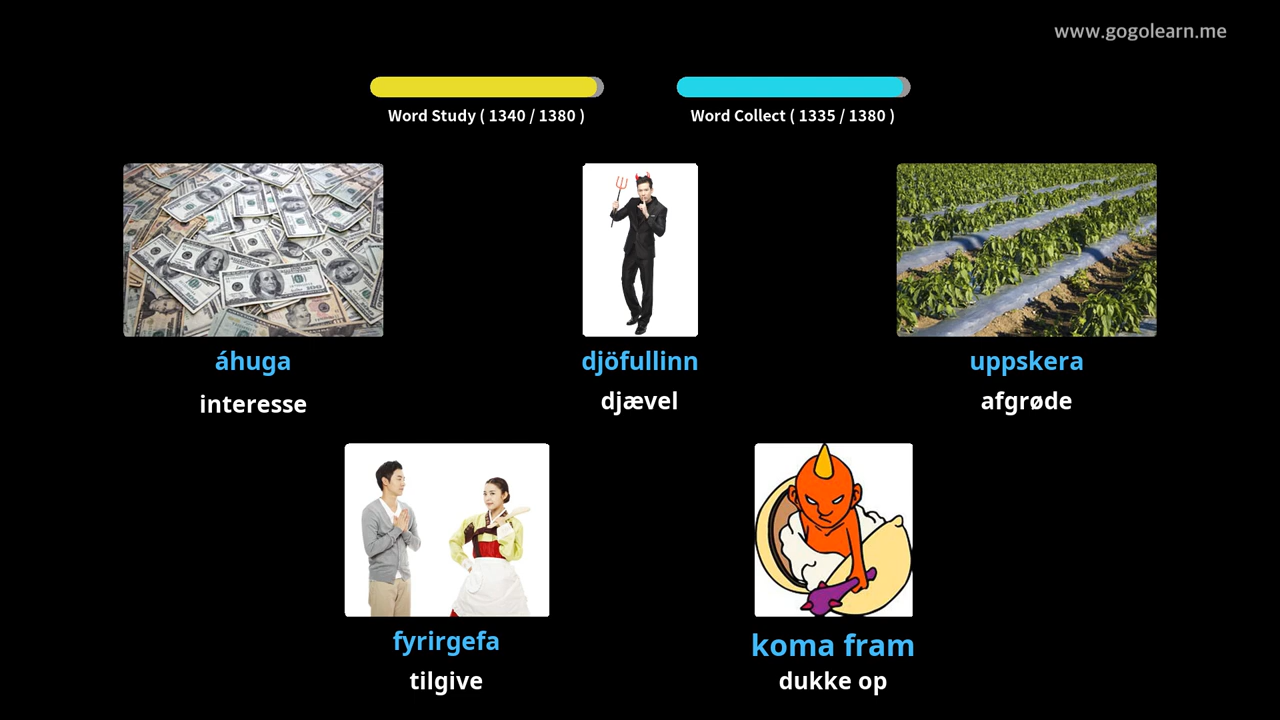 www.gogolearn.me
Word Study ( 1340 / 1380 )
Word Collect ( 1335 / 1380 )
áhuga
interesse
djöfullinn
djævel
uppskera
afgrøde
fyrirgefa
tilgive
koma fram
dukke op